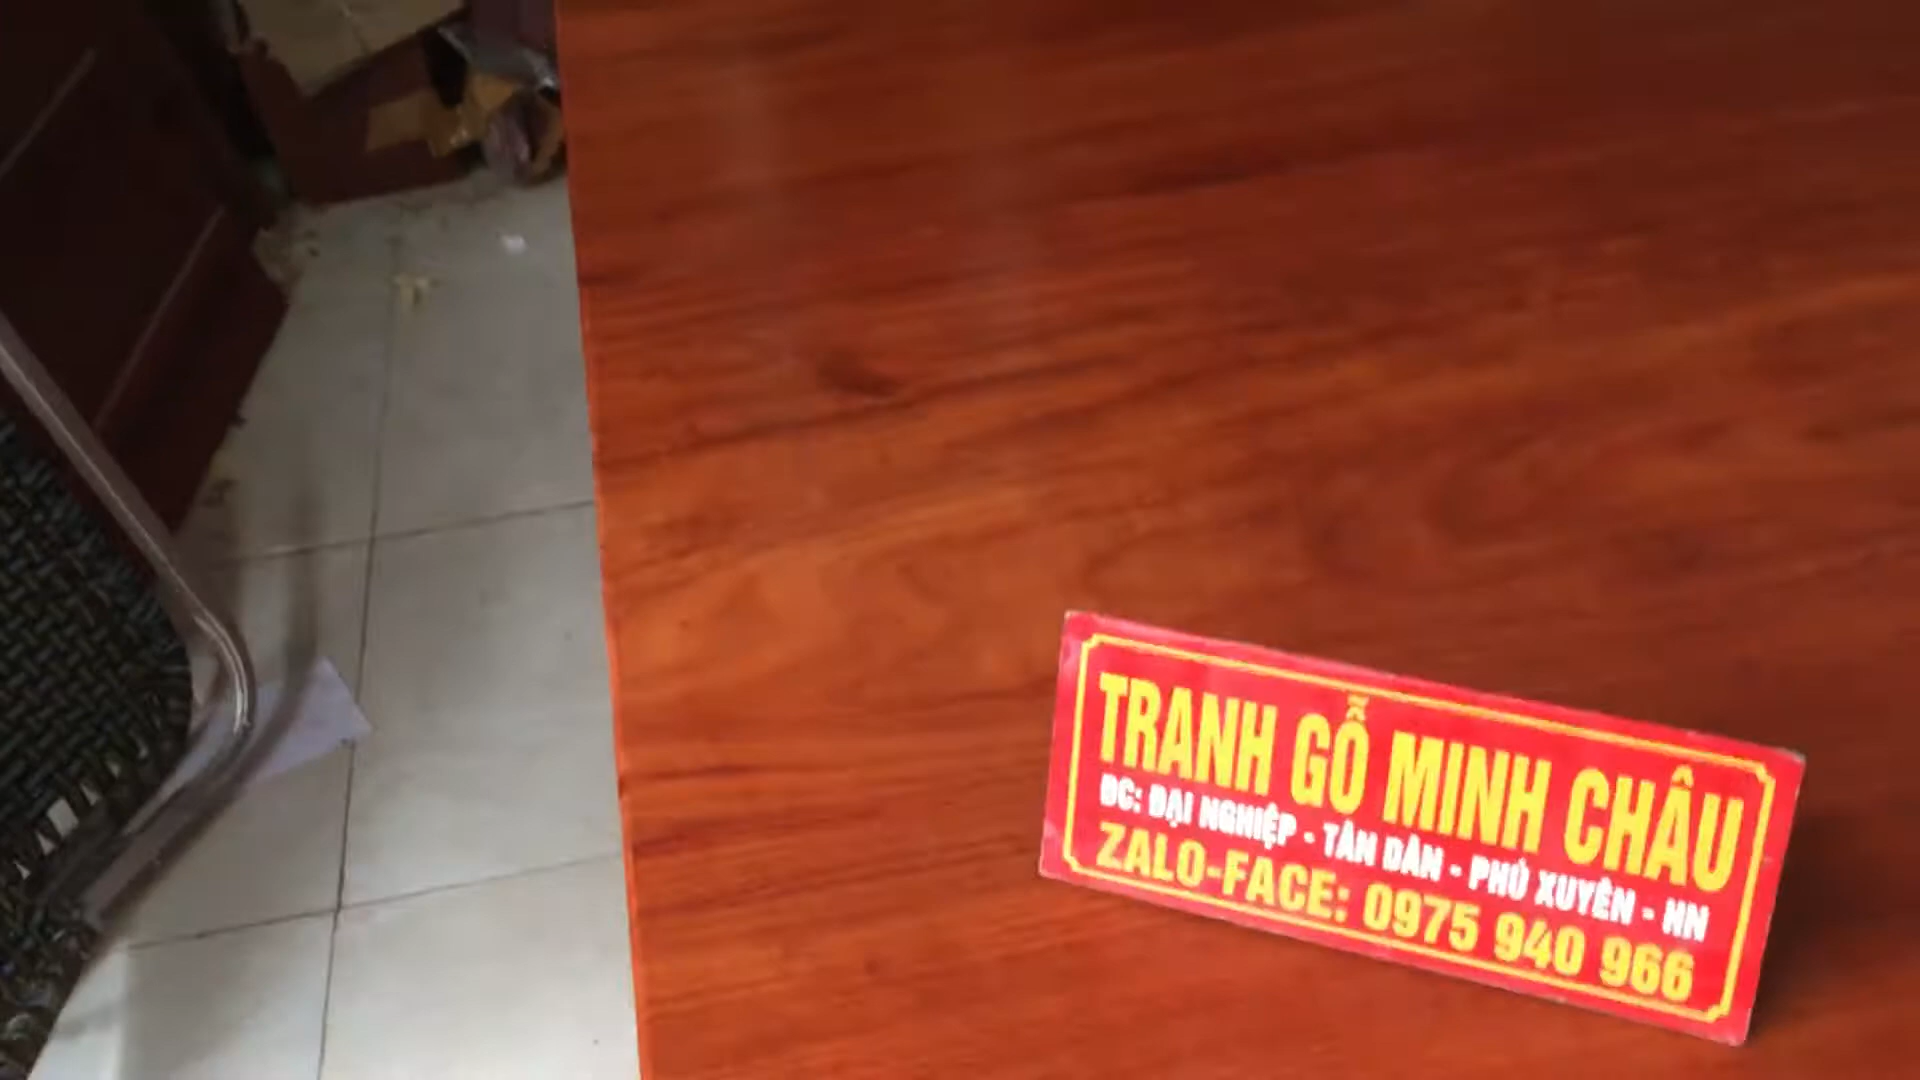 TRANH GỖ MINH CHÂU
ĐC: ĐẠI NGHIỆP - TÂN DÂN - PHÚ XUYÊN - HN
ZALO-FACE: 0975 940 966